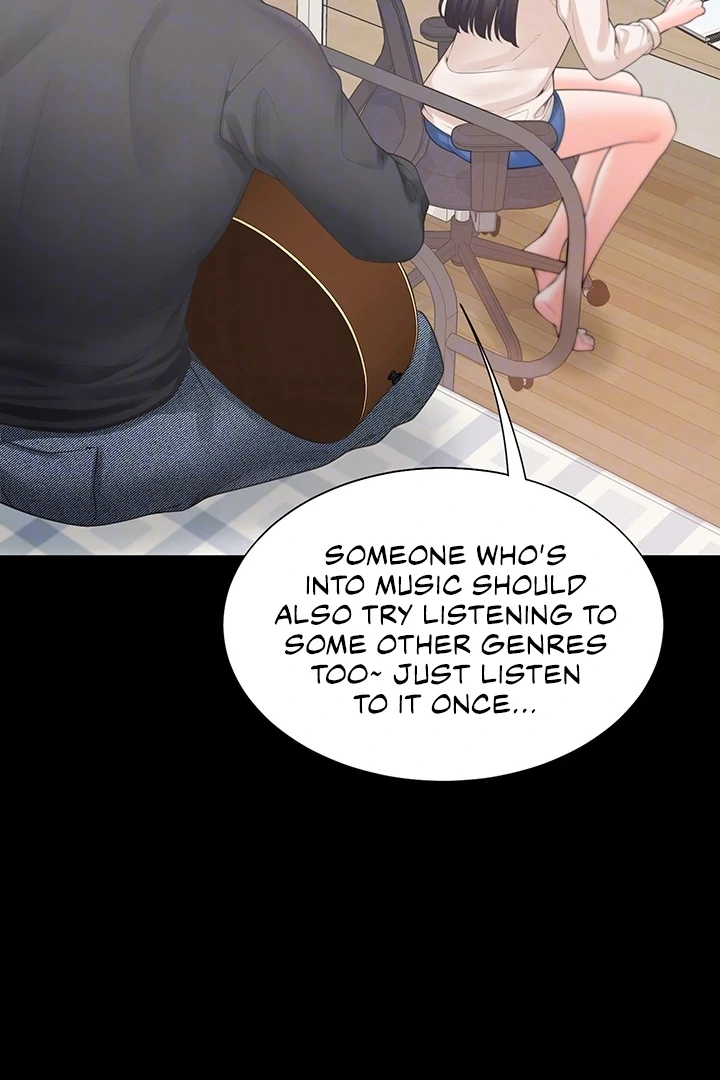 SOMEONE WHO'S
INTO MUSIC SHOULD
ALSO TRY LISTENING TO
SOME OTHER GENRES
TOO~ JUST LISTEN
TO IT ONCE...